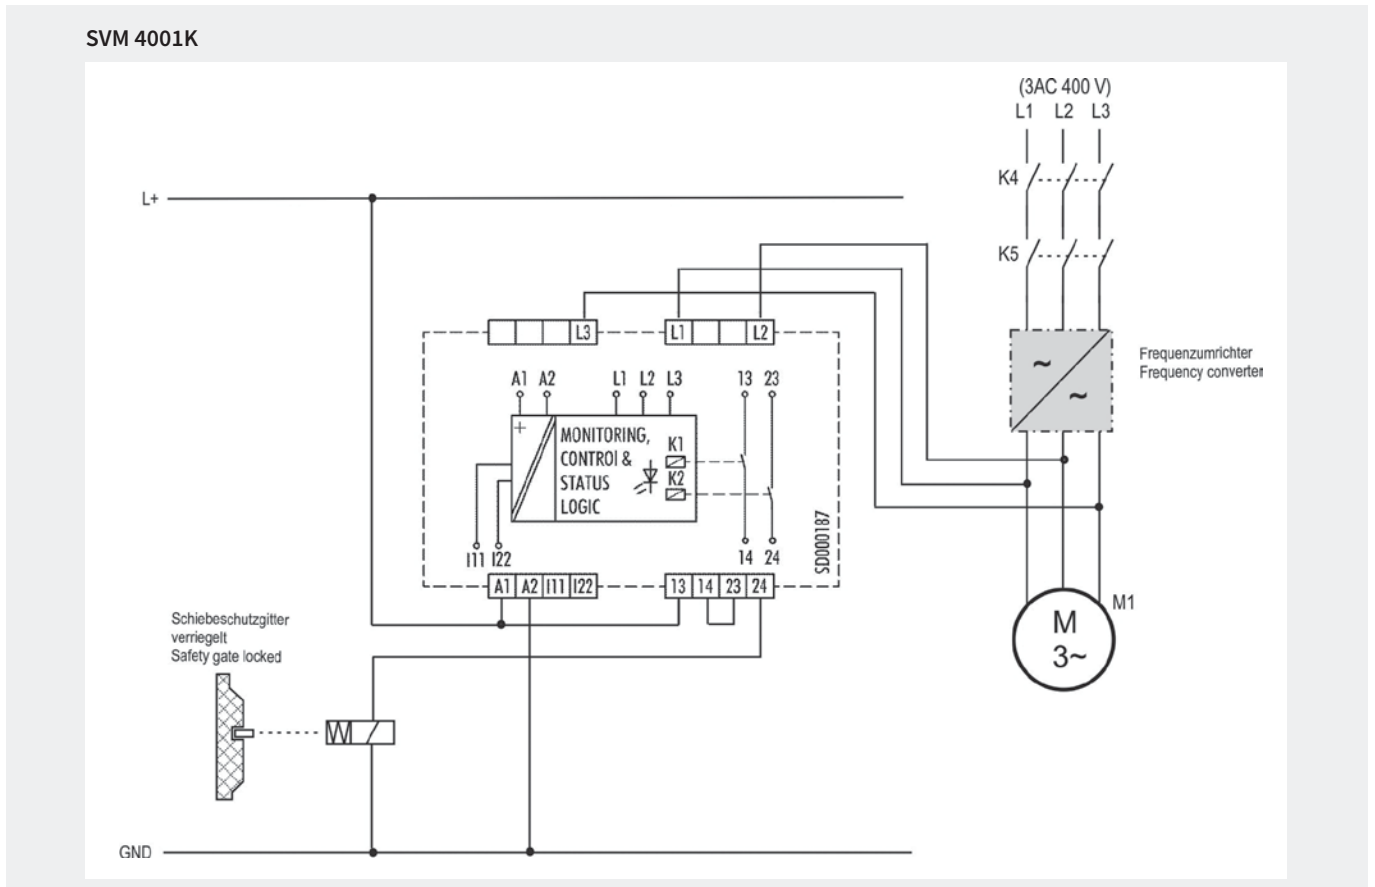 SVM 4001K
(3AC 400 V)
L1 L2 L3
K4
L+
K5
L3 L1 L2
Frequenzumrichter
Frequency converter
A1 A2 L1 L2 L3 13 23
+
MONITORING,
CONTROl &
STATUS
LOGIC
K1
K2
~
~
I11 I22
14 24
SD000187
A1 A2 I11 I22 13 14 23 24
M1
M
3~
Schiebeschutzgitter
verriegelt
Safety gate locked
GND